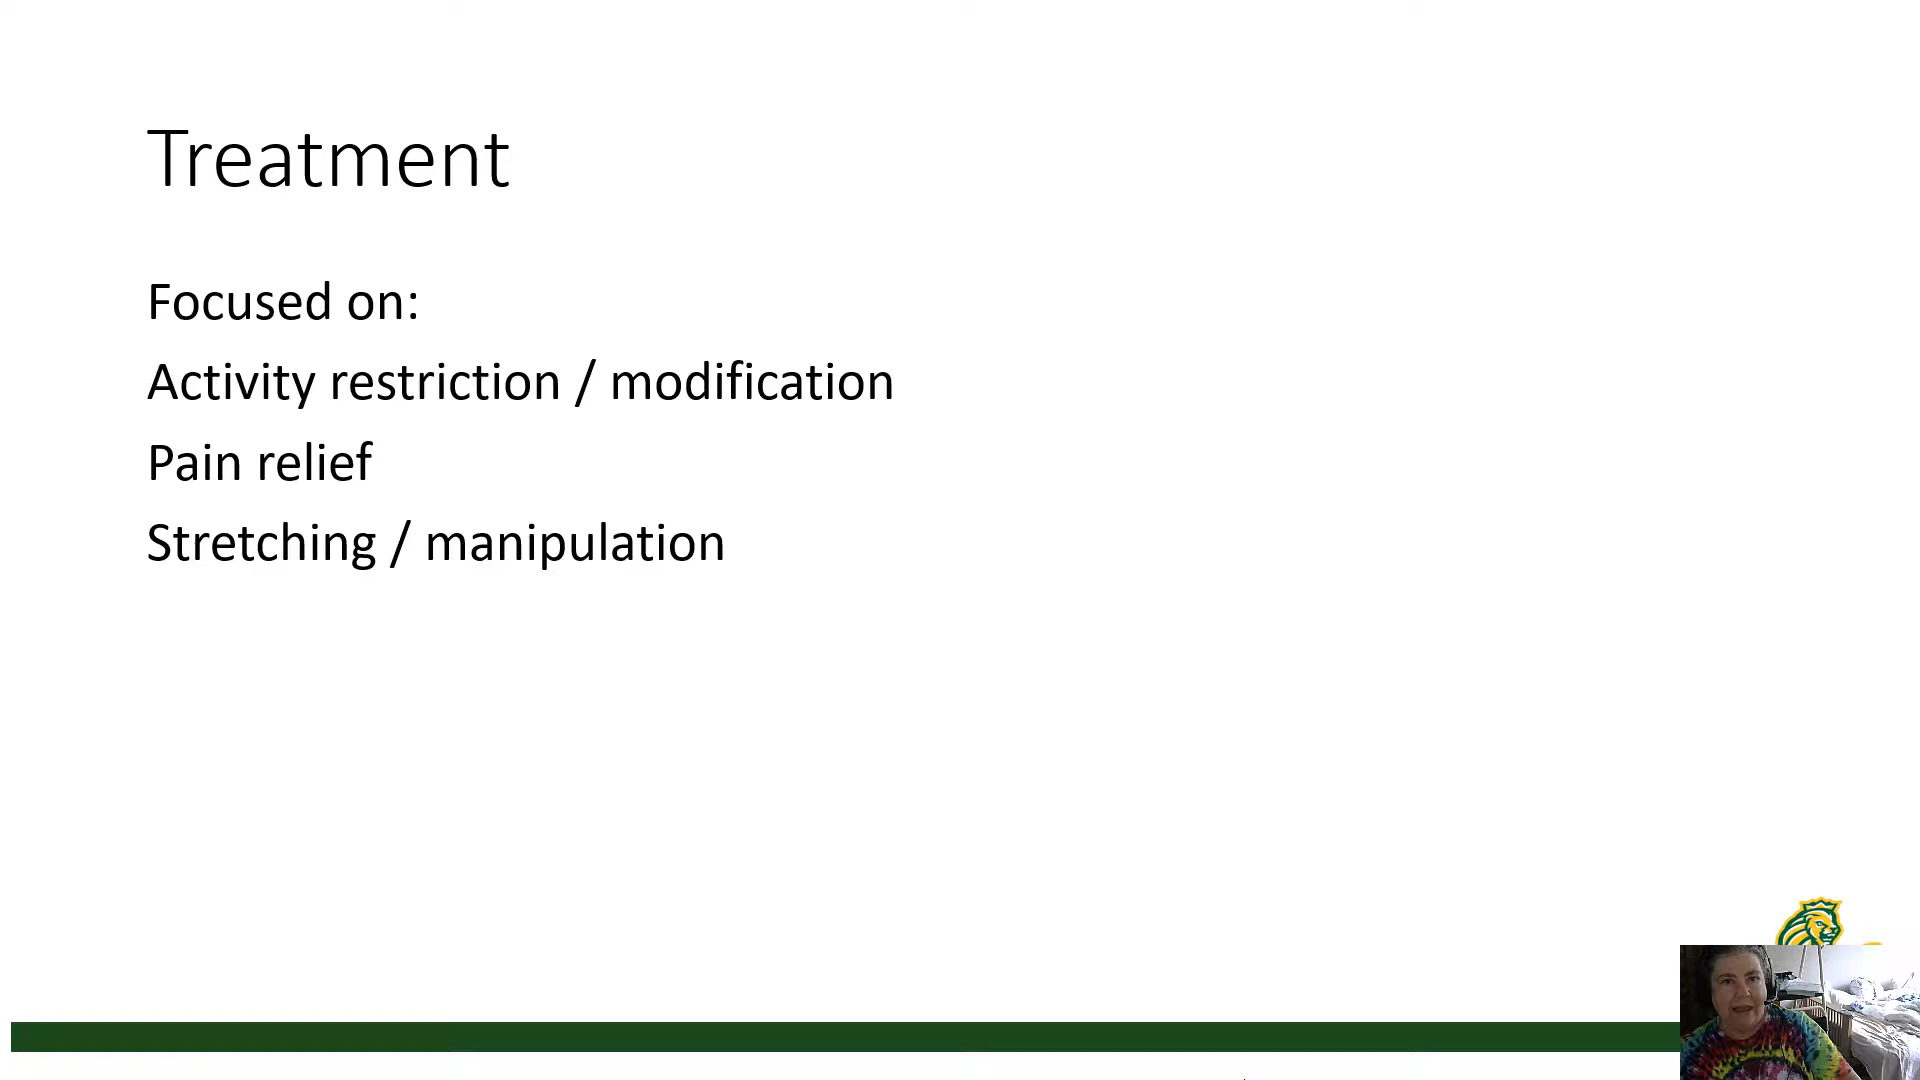 Treatment
Focused on:
Activity restriction / modification
Pain relief
Stretching / manipulation